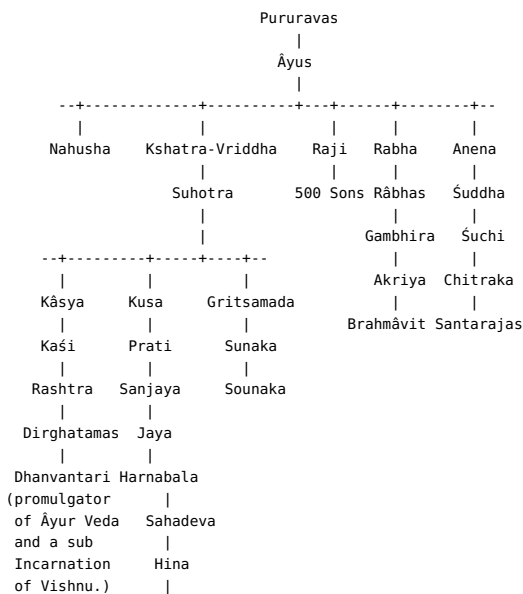 Pururavas
|
Âyus
|
--+-------------+----------+---+------+--------+--
| | | | |
Nahusha Kshatra-Vriddha Raji Rabha Anena
| | | |
Suhotra 500 Sons Râbhas Śuddha
| | |
| Gambhira Śuchi
--+---------+-----+----+-- | |
| | | Akriya Chitraka
Kâsya Kusa Gritsamada | |
| | | Brahmâvit Santarajas
Kaśi Prati Sunaka
| | |
Rashtra Sanjaya Sounaka
| |
Dirghatamas Jaya
| |
Dhanvantari Harnabala
(promulgator |
of Âyur Veda Sahadeva
and a sub |
Incarnation Hina
of Vishnu.) |